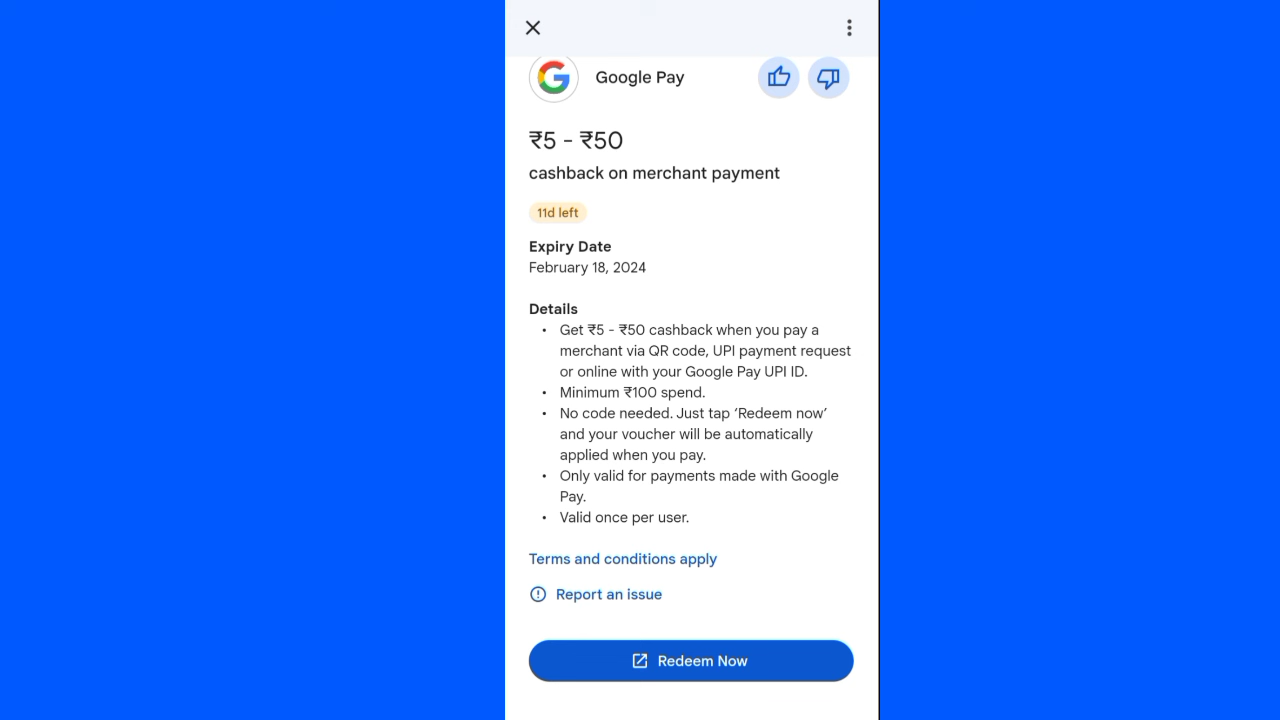 Google Pay
₹5 - ₹50
cashback on merchant payment
11d left
Expiry Date
February 18, 2024
Details
• Get ₹5 - ₹50 cashback when you pay a
merchant via QR code, UPI payment request
or online with your Google Pay UPI ID.
• Minimum ₹100 spend.
• No code needed. Just tap ‘Redeem now’
and your voucher will be automatically
applied when you pay.
• Only valid for payments made with Google
Pay.
• Valid once per user.
Terms and conditions apply
Report an issue
Redeem Now